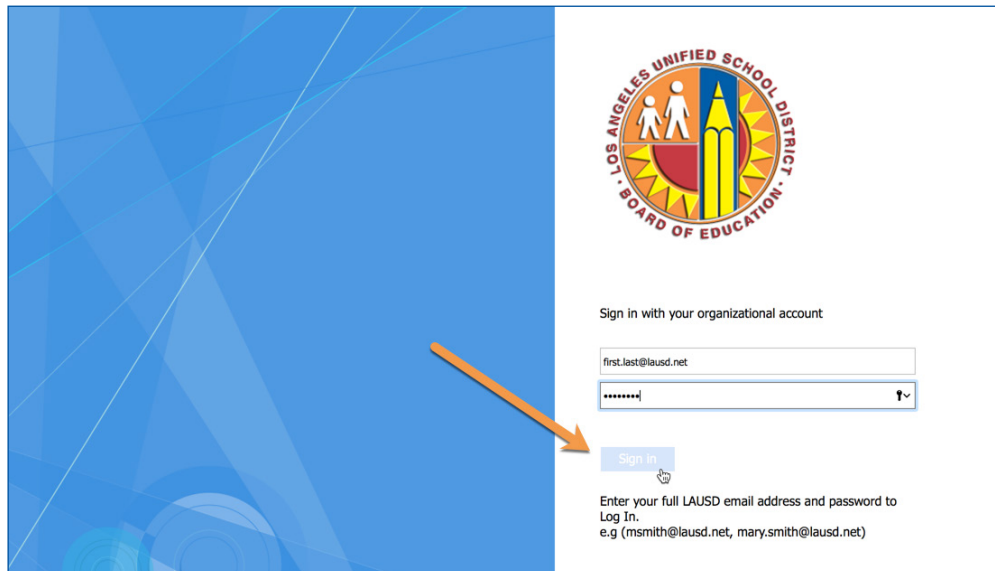 LOS ANGELES UNIFIED SCHOOL DISTRICT · BOARD OF EDUCATION ·
Sign in with your organizational account
first.last@lausd.net
••••••••
Sign in
Enter your full LAUSD email address and password to
Log In.
e.g (msmith@lausd.net, mary.smith@lausd.net)